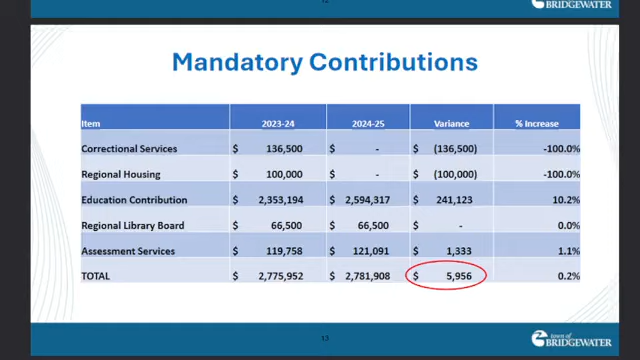 BRIDGEWATER
Mandatory Contributions
Item 2023-24 2024-25 Variance % Increase
Correctional Services $ 136,500 $ - $ (136,500) -100.0%
Regional Housing $ 100,000 $ - $ (100,000) -100.0%
Education Contribution $ 2,353,194 $ 2,594,317 $ 241,123 10.2%
Regional Library Board $ 66,500 $ 66,500 $ - 0.0%
Assessment Services $ 119,758 $ 121,091 $ 1,333 1.1%
TOTAL $ 2,775,952 $ 2,781,908 $ 5,956 0.2%
13
town of
BRIDGEWATER